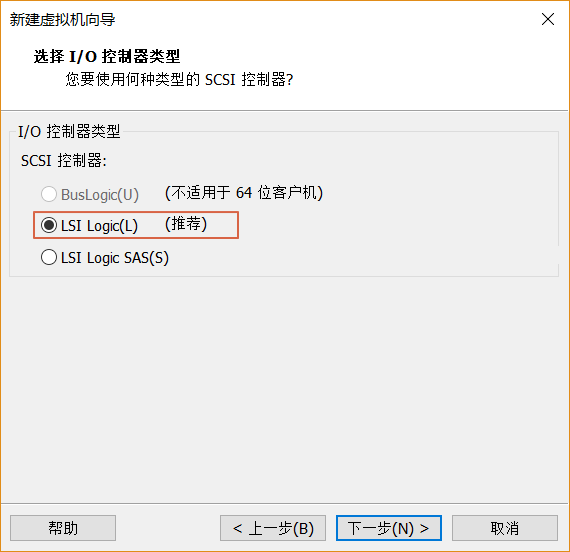 新建虚拟机向导
选择 I/O 控制器类型
您要使用何种类型的 SCSI 控制器?
I/O 控制器类型
SCSI 控制器:
BusLogic(U) (不适用于 64 位客户机)
LSI Logic(L) (推荐)
LSI Logic SAS(S)
帮助 < 上一步(B) 下一步(N) > 取消